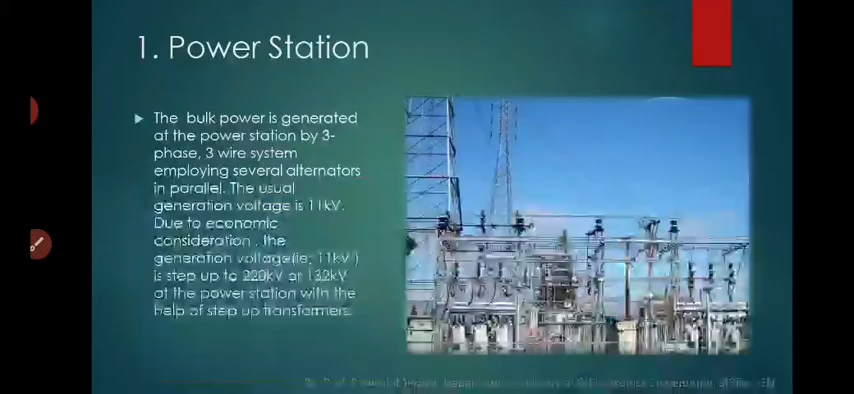 1. Power Station
The bulk power is generated
at the power station by 3-
phase, 3 wire system
employing several alternators
in parallel. The usual
generation voltage is 11kV.
Due to economic
consideration , the
generation voltage(ie; 11kV )
is step up to 220kV or 132kV
at the power station with the
help of step up transformers.